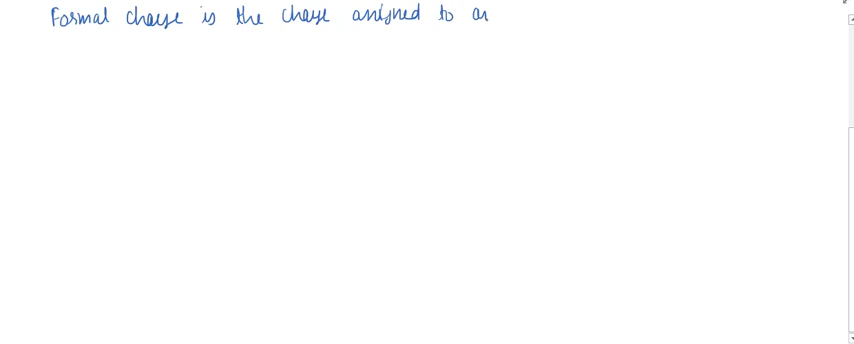 Formal charge is the charge assigned to an